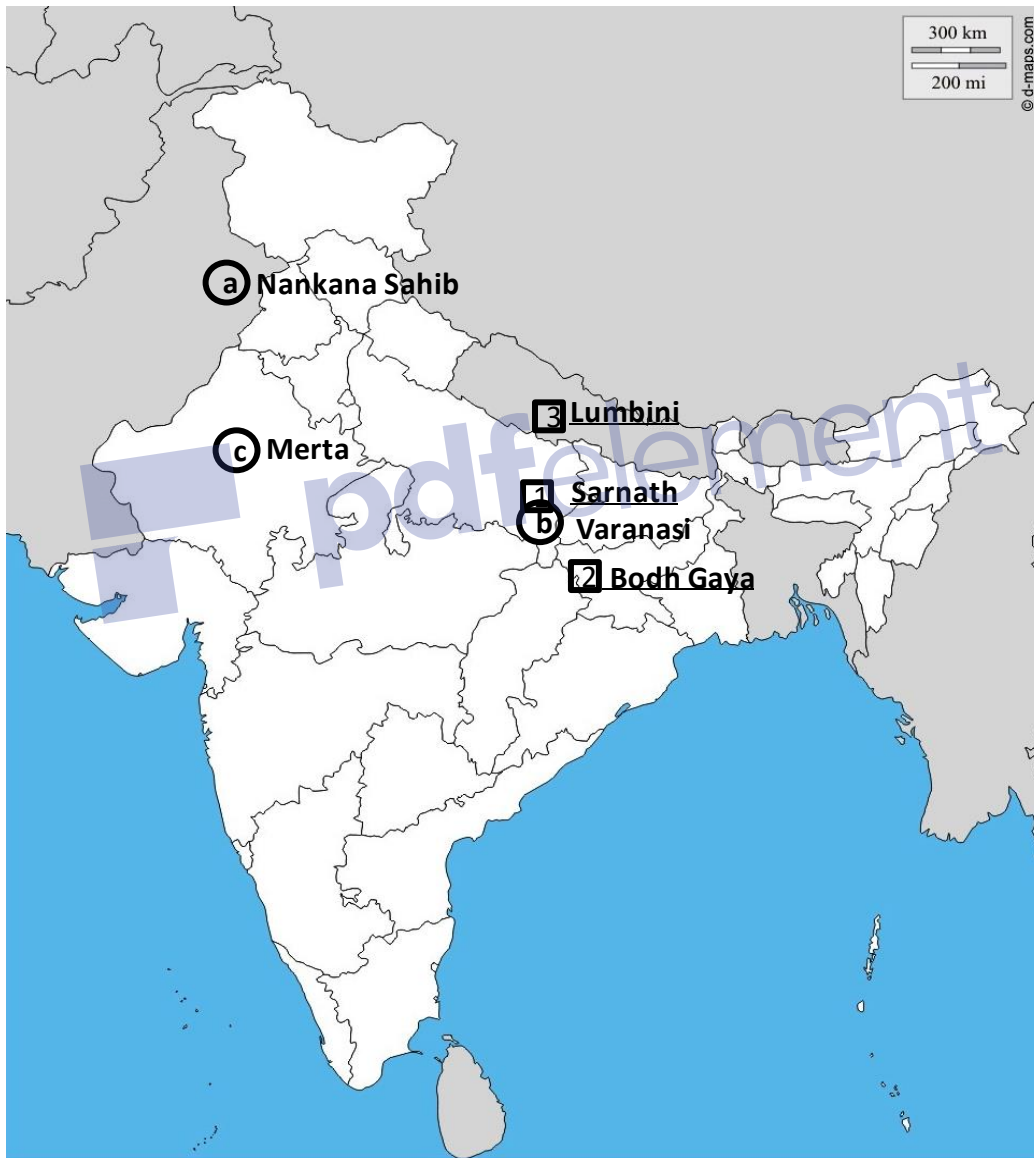 300 km
200 mi
© d-maps.com
a Nankana Sahib
3 Lumbini
c Merta
pdfelement
1 Sarnath
b Varanasi
2 Bodh Gaya